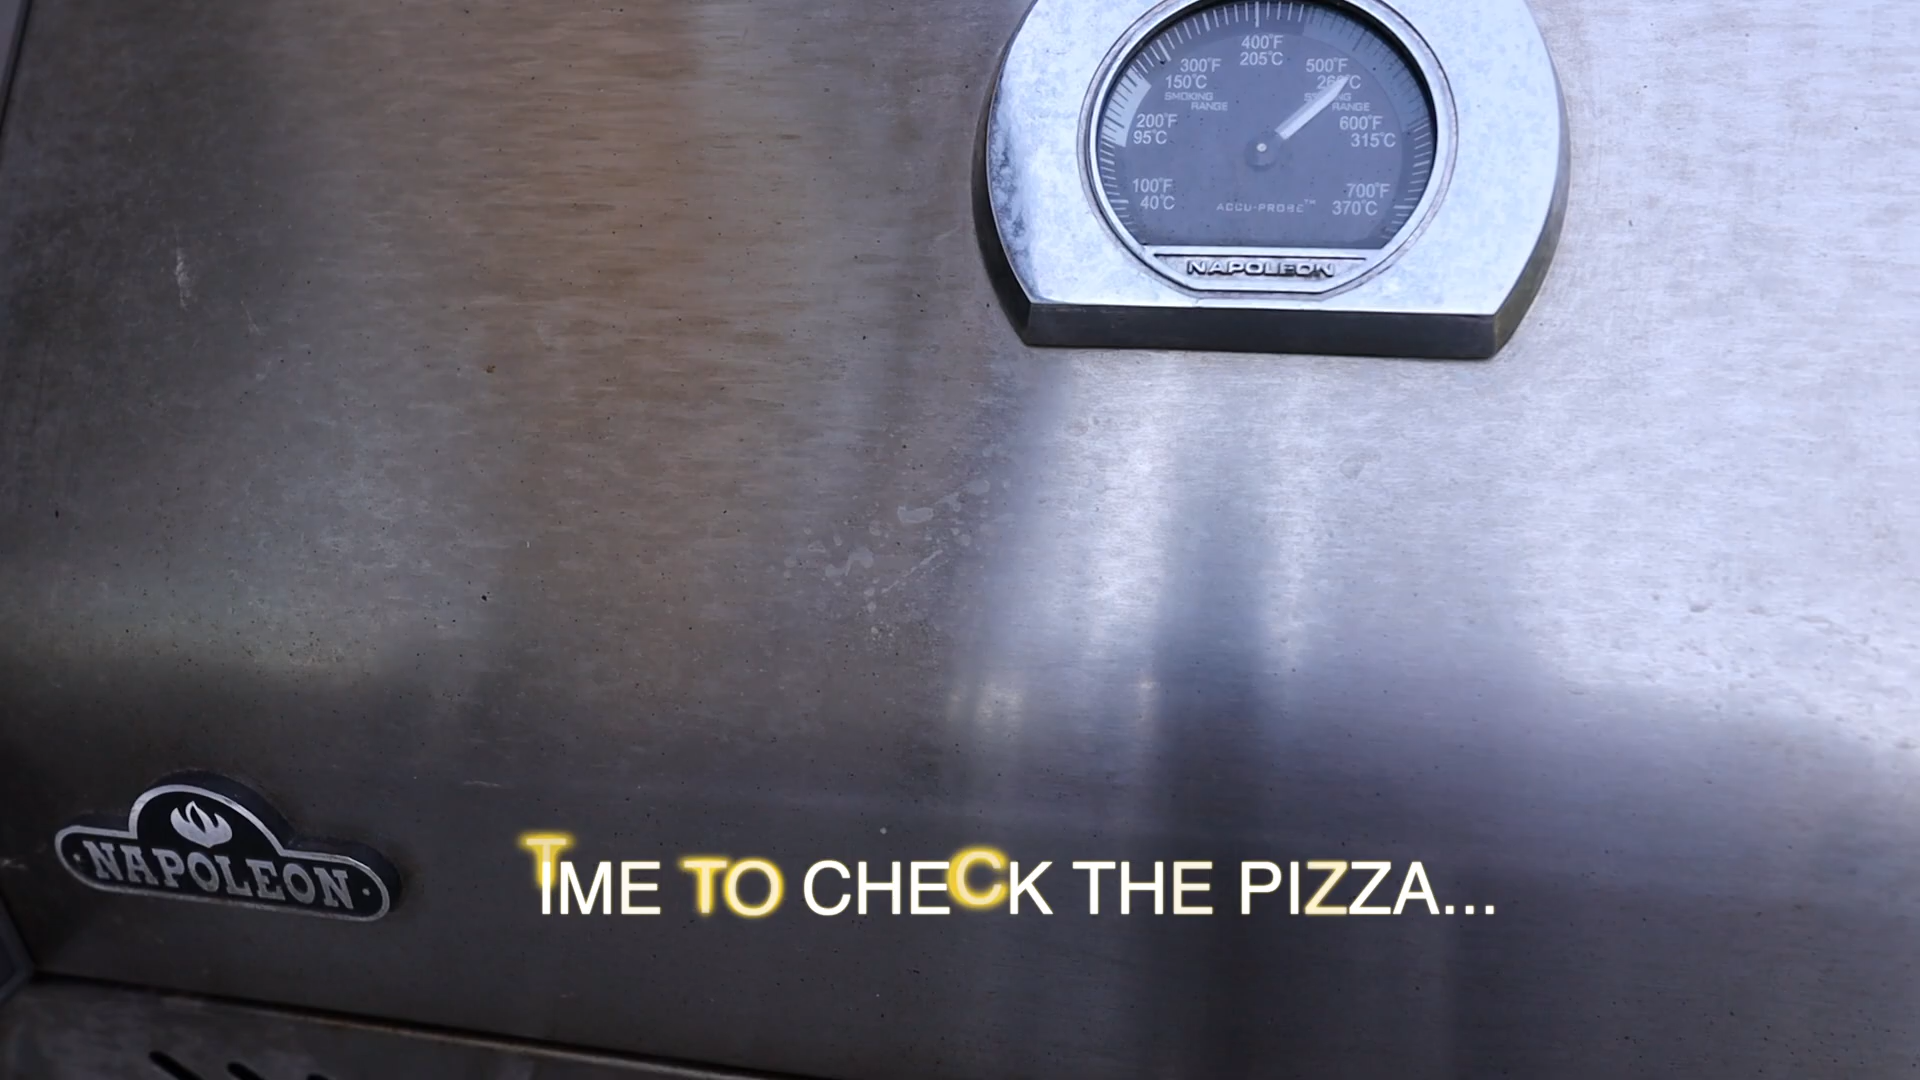 400°F
205°C
300°F
150°C
500°F
SMOKING
RANGE
RANGE
200°F
95°C
600°F
315°C
100°F
40°C
700°F
370°C
ACCU-PROBE™
NAPOLEON
NAPOLEON
TIME TO CHECK THE PIZZA...